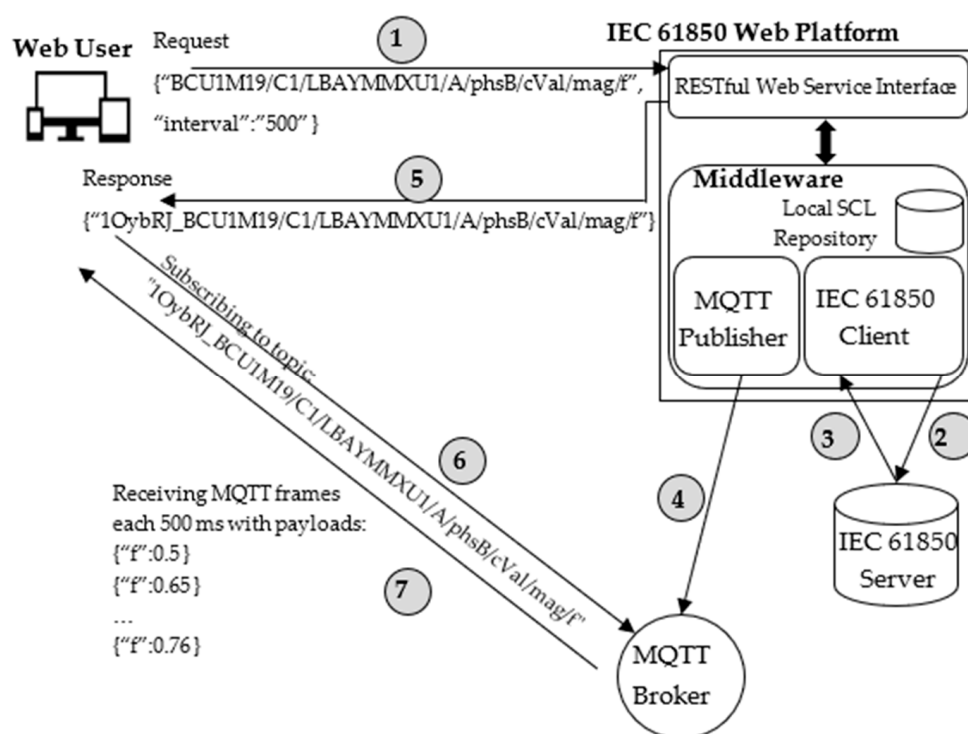 Web User
Request
1
{“BCU1M19/C1/LBAYMMXU1/A/phsB/cVal/mag/f”,
“interval”:”500” }
IEC 61850 Web Platform
RESTful Web Service Interface
Response
5
{“1OybRJ_BCU1M19/C1/LBAYMMXU1/A/phsB/cVal/mag/f”}
Middleware
Local SCL
Repository
MQTT
Publisher
IEC 61850
Client
Subscribing to topic:
"1OybRJ_BCU1M19/C1/LBAYMMXU1/A/phsB/cVal/mag/f"
6
3
2
4
IEC 61850
Server
Receiving MQTT frames
each 500 ms with payloads:
{“f”:0.5}
{“f”:0.65}
...
{“f”:0.76}
7
MQTT
Broker